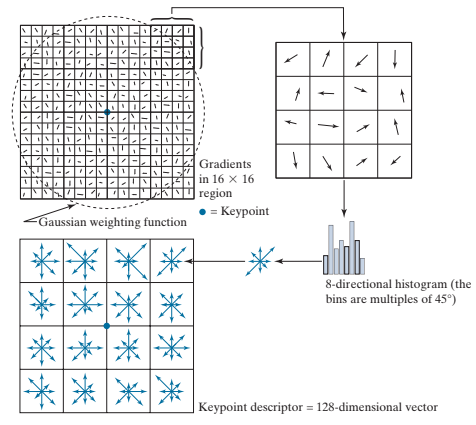 Gradients
in 16 × 16
region
= Keypoint
Gaussian weighting function
8-directional histogram (the
bins are multiples of 45°)
Keypoint descriptor = 128-dimensional vector